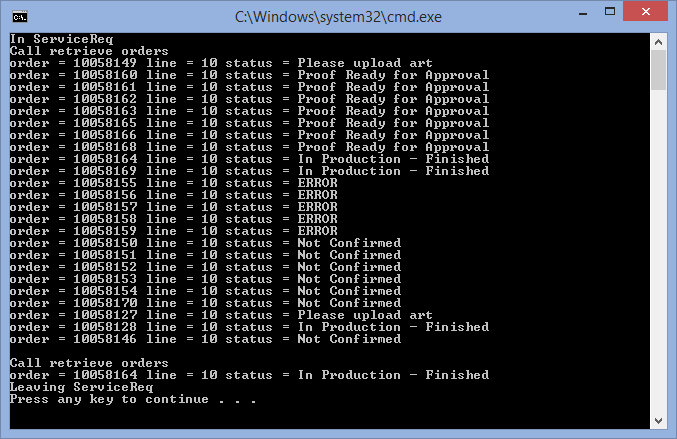 C:\Windows\system32\cmd.exe
In ServiceReq
Call retrieve orders
order = 10058149 line = 10 status = Please upload art
order = 10058160 line = 10 status = Proof Ready for Approval
order = 10058161 line = 10 status = Proof Ready for Approval
order = 10058162 line = 10 status = Proof Ready for Approval
order = 10058163 line = 10 status = Proof Ready for Approval
order = 10058165 line = 10 status = Proof Ready for Approval
order = 10058166 line = 10 status = Proof Ready for Approval
order = 10058168 line = 10 status = Proof Ready for Approval
order = 10058164 line = 10 status = In Production - Finished
order = 10058169 line = 10 status = In Production - Finished
order = 10058155 line = 10 status = ERROR
order = 10058156 line = 10 status = ERROR
order = 10058157 line = 10 status = ERROR
order = 10058158 line = 10 status = ERROR
order = 10058159 line = 10 status = ERROR
order = 10058150 line = 10 status = Not Confirmed
order = 10058151 line = 10 status = Not Confirmed
order = 10058152 line = 10 status = Not Confirmed
order = 10058153 line = 10 status = Not Confirmed
order = 10058154 line = 10 status = Not Confirmed
order = 10058170 line = 10 status = Not Confirmed
order = 10058127 line = 10 status = Please upload art
order = 10058128 line = 10 status = In Production - Finished
order = 10058146 line = 10 status = Not Confirmed
Call retrieve orders
order = 10058164 line = 10 status = In Production - Finished
Leaving ServiceReq
Press any key to continue . . .